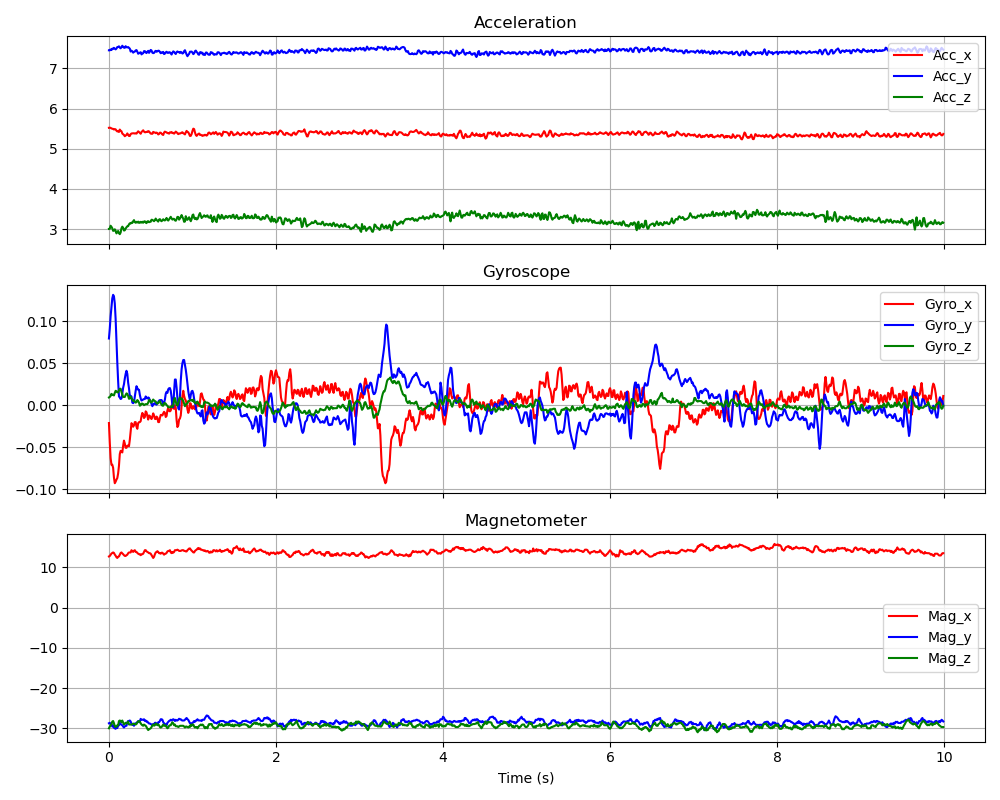 Acceleration
7
6
5
4
3
Acc_x
Acc_y
Acc_z
Gyroscope
0.10
0.05
0.00
−0.05
−0.10
Gyro_x
Gyro_y
Gyro_z
Magnetometer
10
0
−10
−20
−30
Mag_x
Mag_y
Mag_z
0 2 4 6 8 10
Time (s)